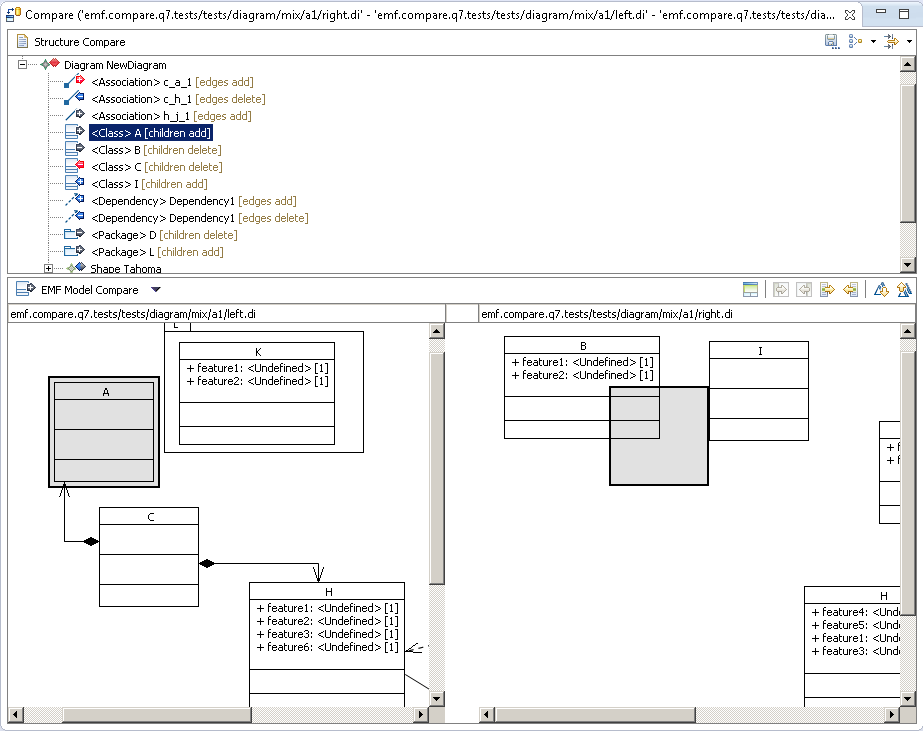 Compare ('emf.compare.q7.tests/tests/diagram/mix/a1/right.di' - 'emf.compare.q7.tests/tests/diagram/mix/a1/left.di' - 'emf.compare.q7.tests/tests/dia...
Structure Compare
Diagram NewDiagram
<Association> c_a_1 [edges add]
<Association> c_h_1 [edges delete]
<Association> h_j_1 [edges add]
<Class> A [children add]
<Class> B [children delete]
<Class> C [children delete]
<Class> I [children add]
<Dependency> Dependency1 [edges add]
<Dependency> Dependency1 [edges delete]
<Package> D [children delete]
<Package> L [children add]
Shape Tahoma
EMF Model Compare
emf.compare.q7.tests/tests/diagram/mix/a1/left.di
emf.compare.q7.tests/tests/diagram/mix/a1/right.di
L
K
+ feature1: <Undefined> [1]
+ feature2: <Undefined> [1]
A
C
H
+ feature1: <Undefined> [1]
+ feature2: <Undefined> [1]
+ feature3: <Undefined> [1]
+ feature6: <Undefined> [1]
B
+ feature1: <Undefined> [1]
+ feature2: <Undefined> [1]
I
+ f
+ f
H
+ feature4: <Undе
+ feature5: <Undе
+ feature1: <Undе
+ feature3: <Undе